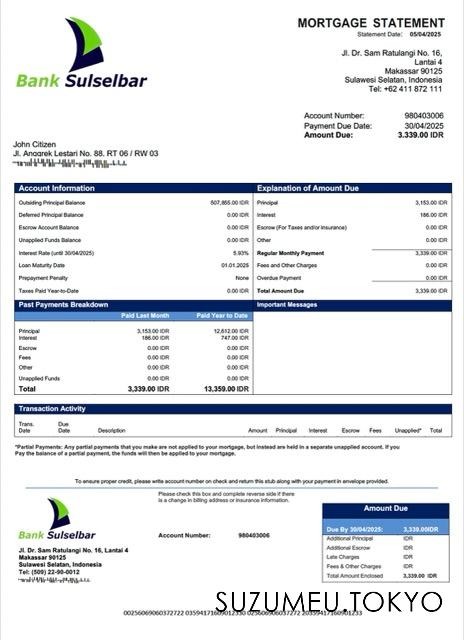 MORTGAGE STATEMENT
Statement Date: 05/04/2025
Bank Sulselbar
Jl. Dr. Sam Ratulangi No. 16,
Lantai 4
Makassar 90125
Sulawesi Selatan, Indonesia
Tel: +62 411 872 111
Account Number: 980403006
Payment Due Date: 30/04/2025
Amount Due: 3.339.00 IDR
John Citizen
Jl. Anggrek Lestari No. 88, RT 06 / RW 03
Account Information
Outsiding Principal Balance 507,855.00 IDR
Deferred Principal Balance 0.00 IDR
Escrow Account Balance 0.00 IDR
Unapplied Funds Balance 0.00 IDR
Interest Rate (until 30/04/2025) 5.93%
Loan Maturity Date 01.01.2025
Prepayment Penalty None
Taxes Paid Year-to-Date 0.00 IDR
Explanation of Amount Due
Principal 3,153.00 IDR
Interest 186.00 IDR
Escrow (For Taxes and/or Insurance) 0.00 IDR
Other 0.00 IDR
Regular Monthly Payment 3,339.00 IDR
Fees and Other Charges 0.00 IDR
Overdue Payment 0.00 IDR
Total Amount Due 3,339.00 IDR
Past Payments Breakdown
Paid Last Month Paid Year to Date
Principal 3,153.00 IDR 12,612.00 IDR
Interest 186.00 IDR 747.00 IDR
Escrow 0.00 IDR 0.00 IDR
Fees 0.00 IDR 0.00 IDR
Other 0.00 IDR 0.00 IDR
Unapplied Funds 0.00 IDR 0.00 IDR
Total 3,339.00 IDR 13,359.00 IDR
Important Messages
Transaction Activity
Trans. Date Due Date Description Amount Principal Interest Escrow Fees Unapplied* Total
*Partial Payments: Any partial payments that you make are not applied to your mortgage, but instead are held in a separate unapplied account. If you
Pay the balance of a partial payment, the funds will then be applied to your mortgage.
To ensure proper credit, please write account number on check and return this stub along with your payment in envelope provided.
Please check this box and complete reverse side if there
is a change in billing address or insurance information.
Bank Sulselbar
Jl. Dr. Sam Ratulangi No. 16, Lantai 4
Makassar 90125
Sulawesi Selatan, Indonesia
Tel: (509) 22-90-0012
Account Number: 980403006
Amount Due
Due By 30/04/2025: 3,339.00IDR
Additional Principal IDR
Additional Escrow IDR
Late Charges IDR
Fees & Other Charges IDR
Total Amount Enclosed 3,339.00 IDR
SUZUMEU.TOKYO